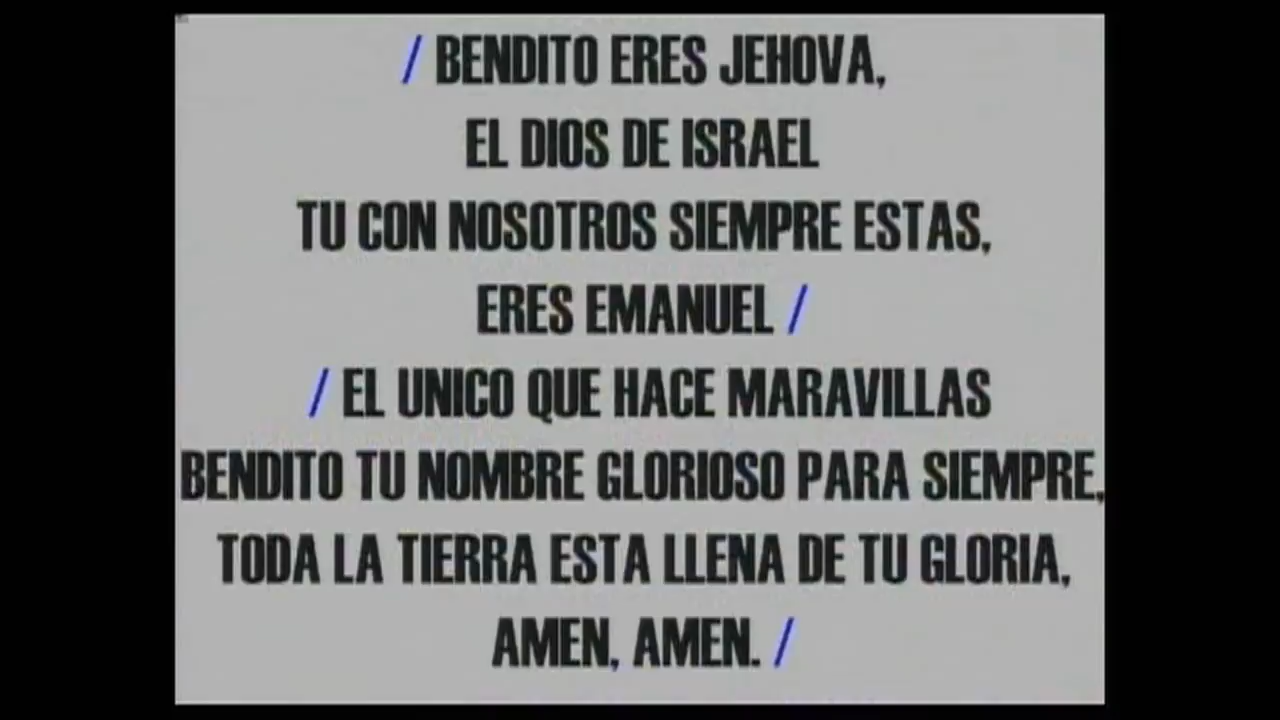 / BENDITO ERES JEHOVA,
EL DIOS DE ISRAEL
TU CON NOSOTROS SIEMPRE ESTAS,
ERES EMANUEL /
/ EL UNICO QUE HACE MARAVILLAS
BENDITO TU NOMBRE GLORIOSO PARA SIEMPRE,
TODA LA TIERRA ESTA LLENA DE TU GLORIA,
AMEN, AMEN. /